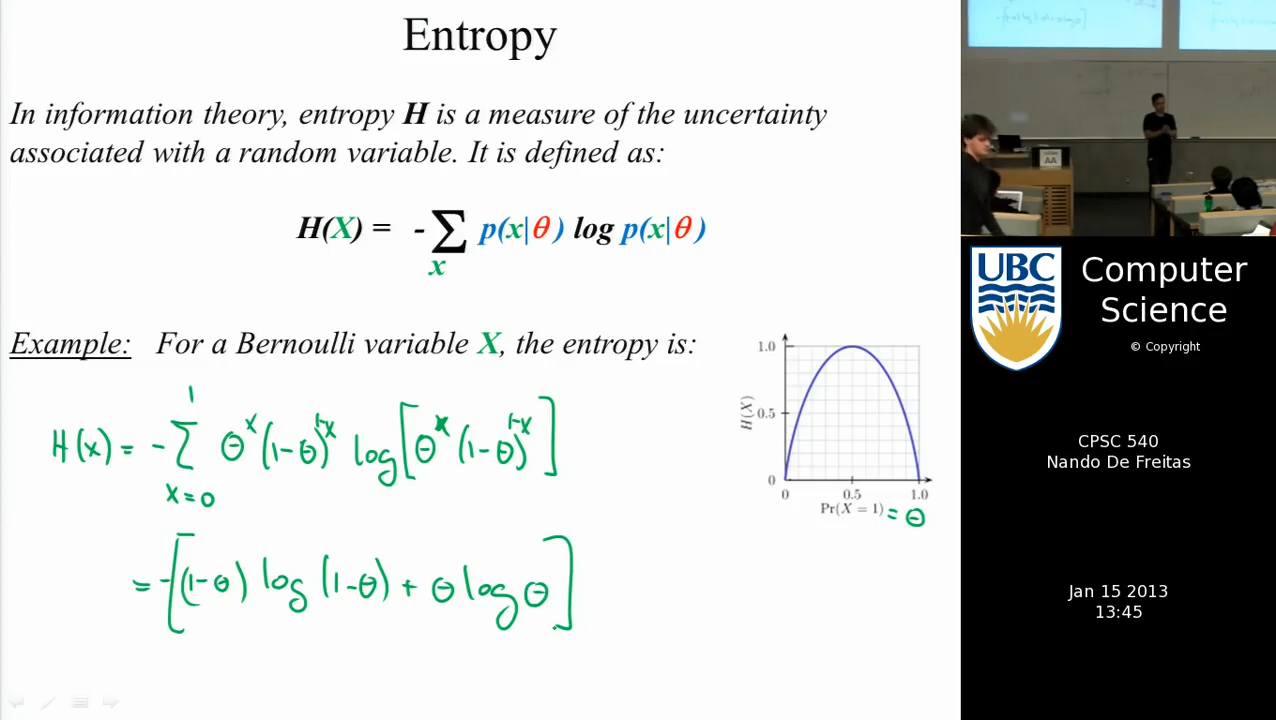 Entropy
In information theory, entropy H is a measure of the uncertainty
associated with a random variable. It is defined as:
H(X) = - ∑ p(x|θ) log p(x|θ)
x
Example: For a Bernoulli variable X, the entropy is:
1
H(x) = - ∑ θ^x (1-θ)^1-x log[θ^x (1-θ)^1-x]
x=0
= -[(1-θ) log (1-θ) + θ log θ]
1.0
H(X)
0.5
0
0 0.5 1.0
Pr(X = 1) = θ
AA
UBC
Computer
Science
© Copyright
CPSC 540
Nando De Freitas
Jan 15 2013
13:45